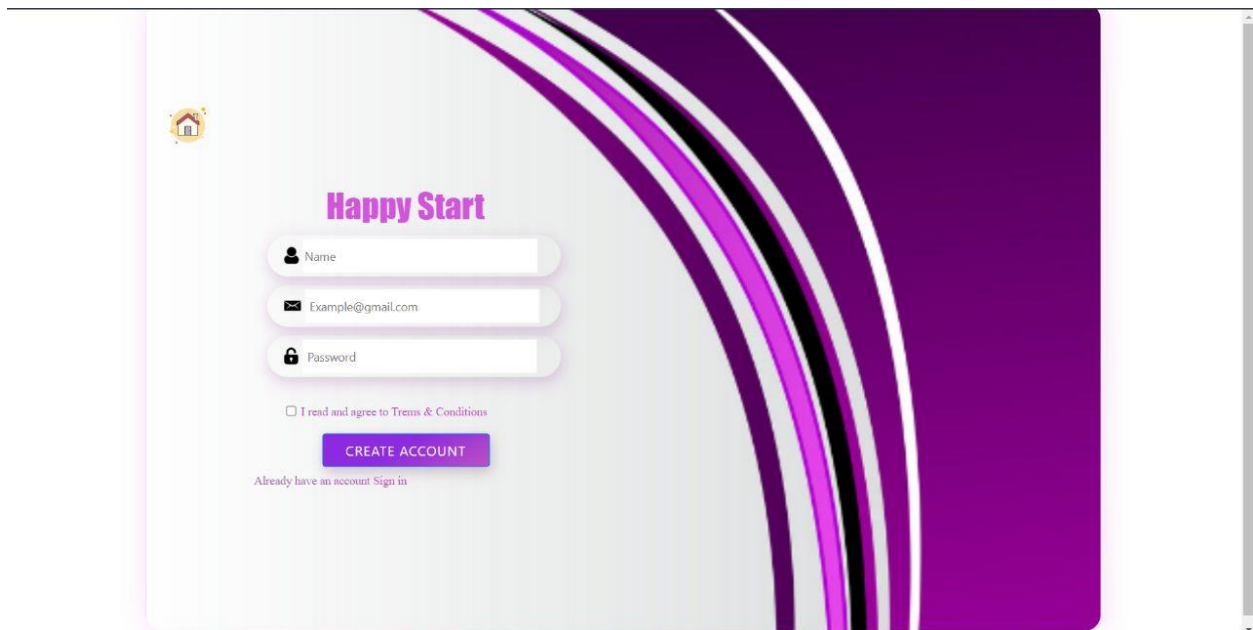 Happy Start
Name
Example@gmail.com
Password
I read and agree to Trems & Conditions
CREATE ACCOUNT
Already have an account Sign in